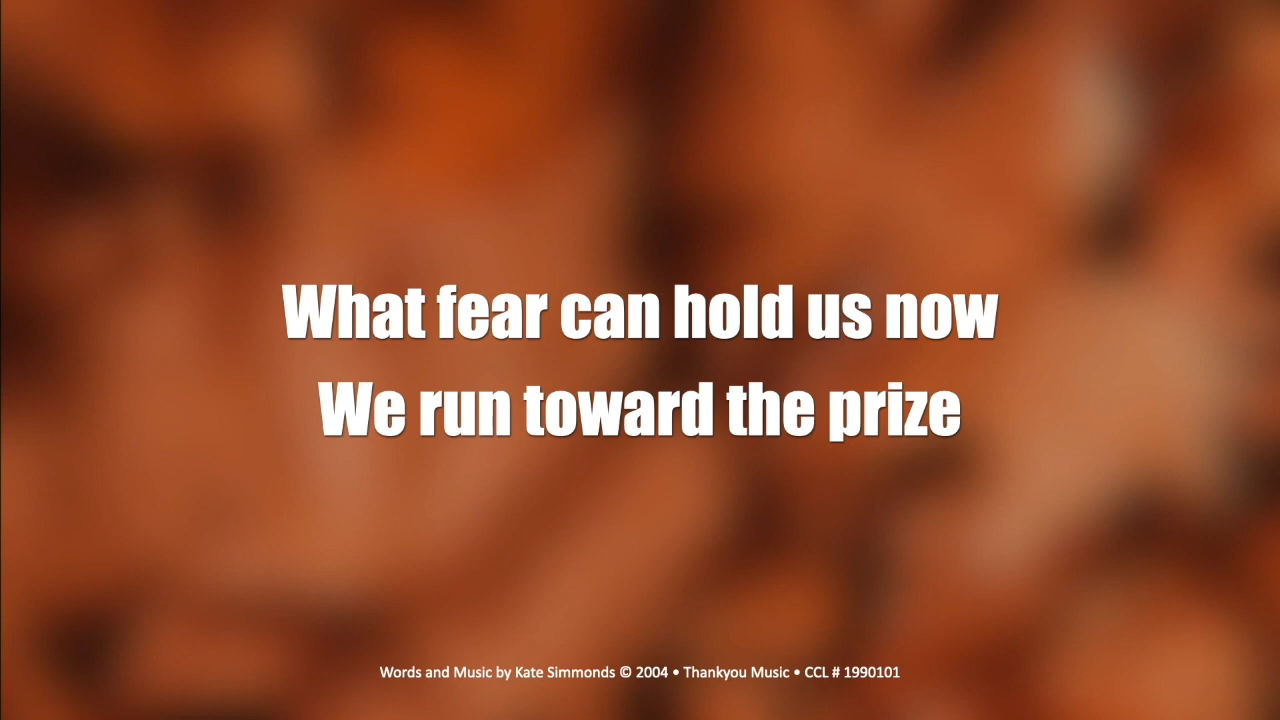 What fear can hold us now
We run toward the prize
Words and Music by Kate Simmonds © 2004 • Thankyou Music • CCL # 1990101